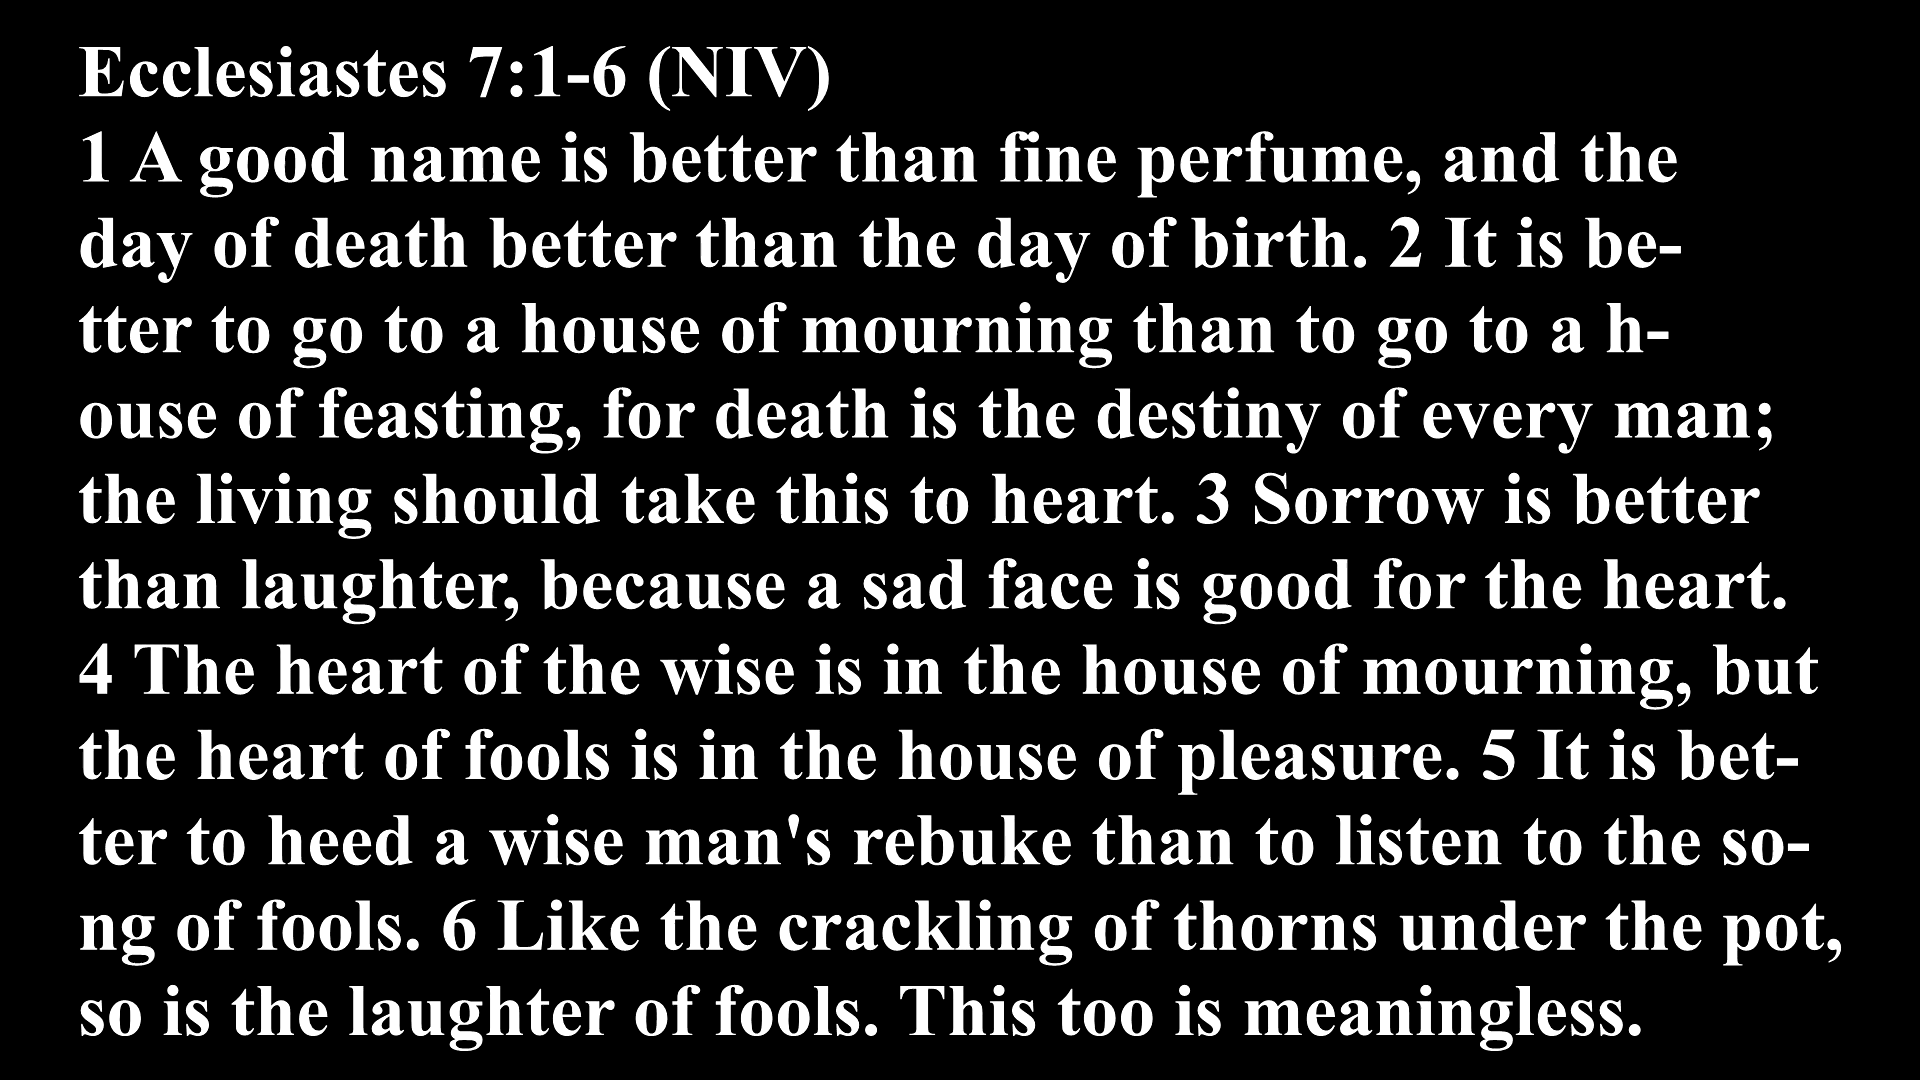 Ecclesiastes 7:1-6 (NIV)
1 A good name is better than fine perfume, and the
day of death better than the day of birth. 2 It is be-
tter to go to a house of mourning than to go to a h-
ouse of feasting, for death is the destiny of every man;
the living should take this to heart. 3 Sorrow is better
than laughter, because a sad face is good for the heart.
4 The heart of the wise is in the house of mourning, but
the heart of fools is in the house of pleasure. 5 It is bet-
ter to heed a wise man's rebuke than to listen to the so-
ng of fools. 6 Like the crackling of thorns under the pot,
so is the laughter of fools. This too is meaningless.